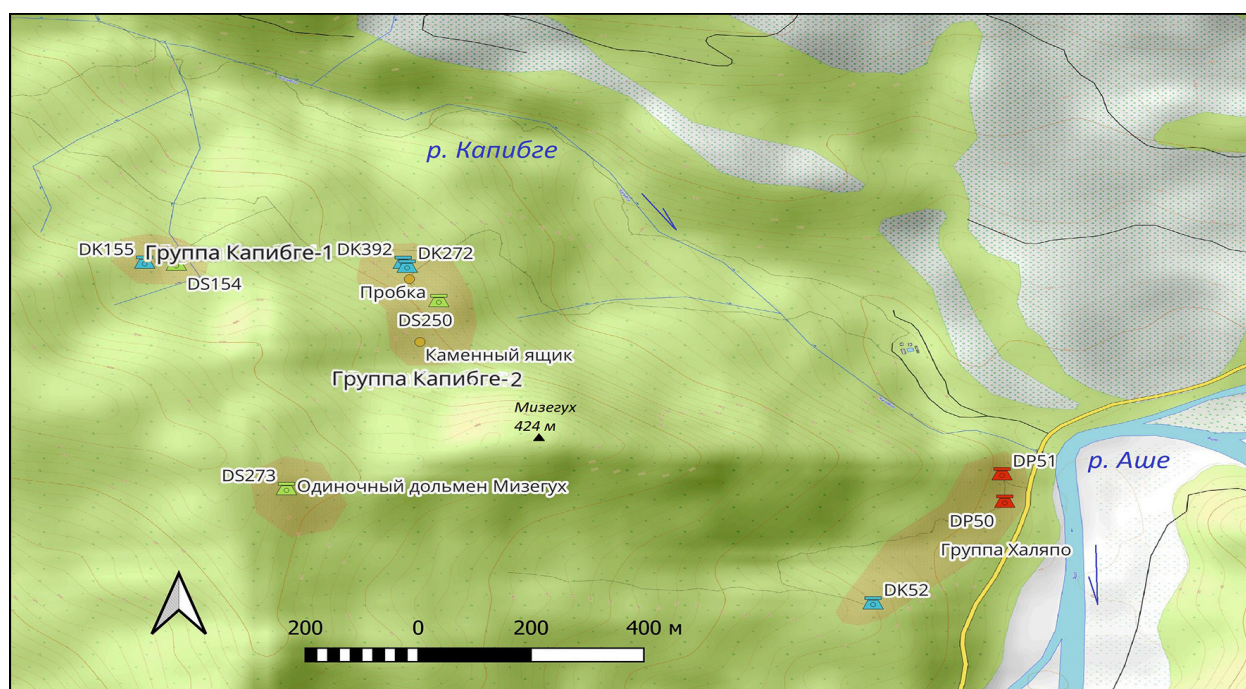 р. Капибге
DK155
Группа Капибге-1
DK392
DK272
DS154
Пробка
DS250
Каменный ящик
Группа Капибге-2
Мизегух
424 м
р. Аше
DP51
DS273
Одиночный дольмен Мизегух
DP50
Группа Халяпо
DK52
200 0 200 400 м